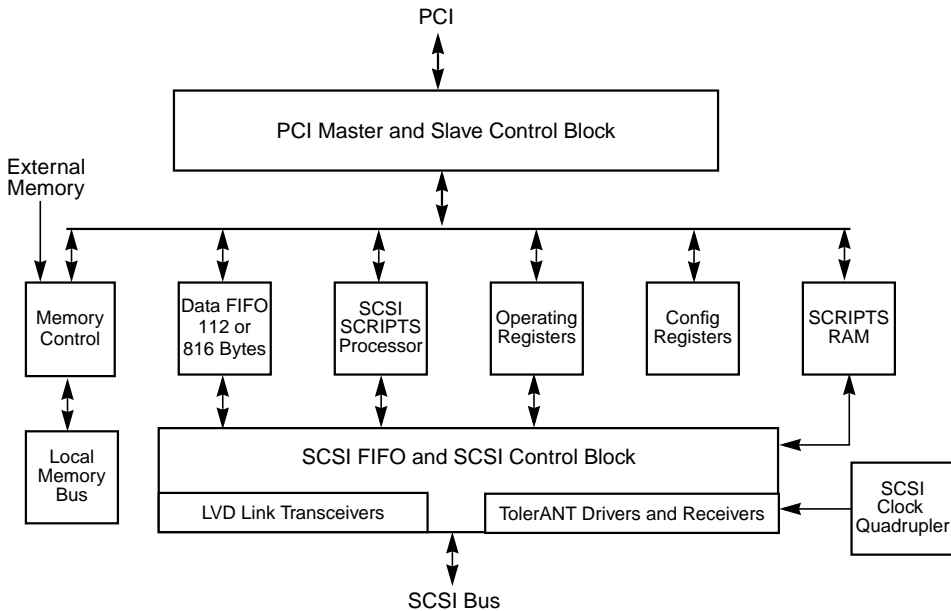 PCI
PCI Master and Slave Control Block
External
Memory
Memory
Control
Data FIFO
112 or
816 Bytes
SCSI
SCRIPTS
Processor
Operating
Registers
Config
Registers
SCRIPTS
RAM
Local
Memory
Bus
SCSI FIFO and SCSI Control Block
LVD Link Transceivers
TolerANT Drivers and Receivers
SCSI
Clock
Quadrupler
SCSI Bus